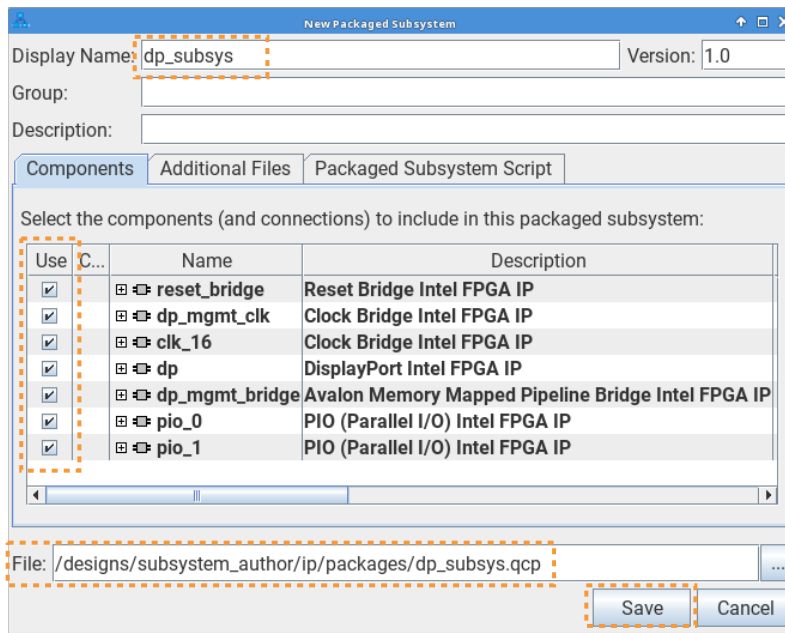 New Packaged Subsystem
Display Name: dp_subsys Version: 1.0
Group:
Description:
Components Additional Files Packaged Subsystem Script
Select the components (and connections) to include in this packaged subsystem:
Use C... Name Description
reset_bridge Reset Bridge Intel FPGA IP
dp_mgmt_clk Clock Bridge Intel FPGA IP
clk_16 Clock Bridge Intel FPGA IP
dp DisplayPort Intel FPGA IP
dp_mgmt_bridge Avalon Memory Mapped Pipeline Bridge Intel FPGA IP
pio_0 PIO (Parallel I/O) Intel FPGA IP
pio_1 PIO (Parallel I/O) Intel FPGA IP
File: /designs/subsystem_author/ip/packages/dp_subsys.qcp ...
Save Cancel